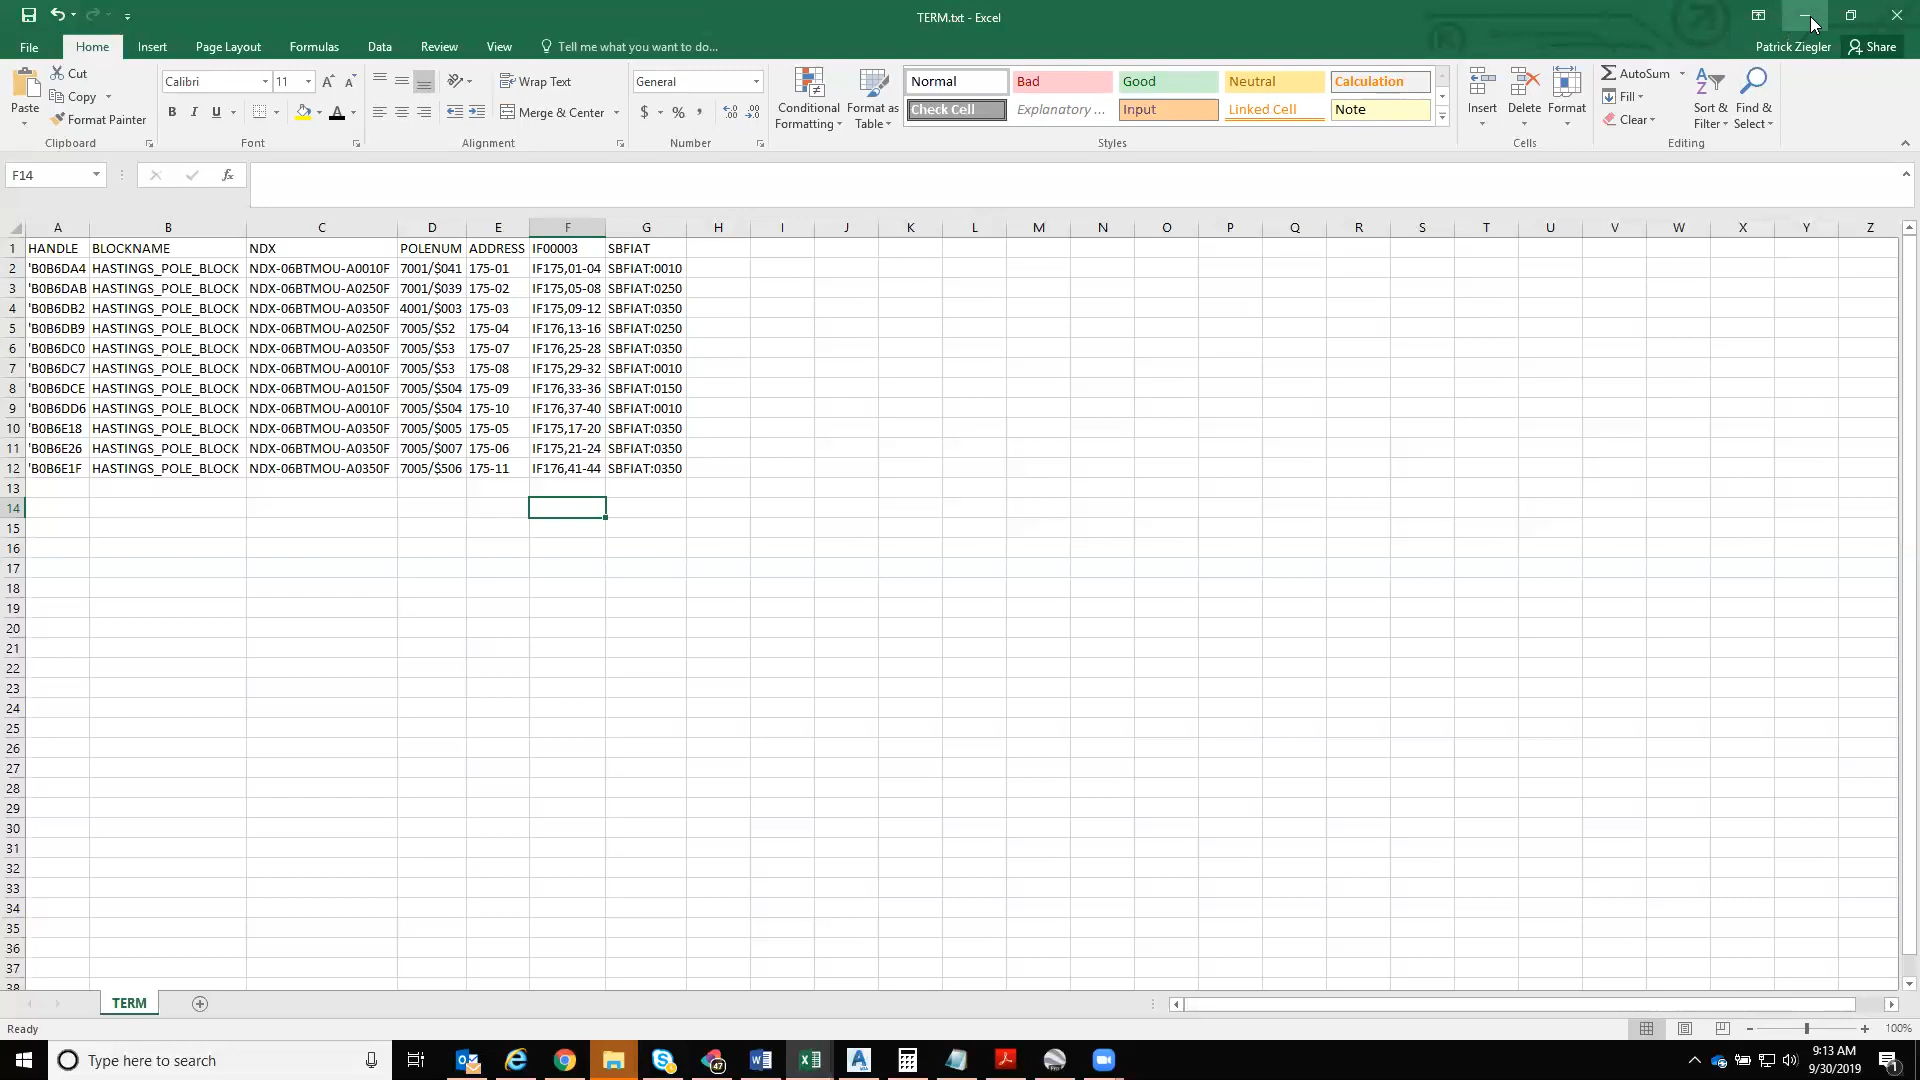 TERM.txt - Excel
File Home Insert Page Layout Formulas Data Review View Tell me what you want to do... Patrick Ziegler Share
Paste Cut Copy Format Painter
Calibri 11 B I U A A A
Wrap Text Merge & Center
General $ % ,
Conditional Formatting Format as Table
Normal Bad Good Neutral Calculation
Check Cell Explanatory ... Input Linked Cell Note
Insert Delete Format
AutoSum Fill Clear
Sort & Filter Find & Select
Clipboard Font Alignment Number Styles Cells Editing
F14 fx
A B C D E F G H I J K L M N O P Q R S T U V W X Y Z
1 HANDLE BLOCKNAME NDX POLENUM ADDRESS IF00003 SBFIAT
2 'B0B6DA4 HASTINGS_POLE_BLOCK NDX-06BTMOU-A0010F 7001/$041 175-01 IF175,01-04 SBFIAT:0010
3 'B0B6DAB HASTINGS_POLE_BLOCK NDX-06BTMOU-A0250F 7001/$039 175-02 IF175,05-08 SBFIAT:0250
4 'B0B6DB2 HASTINGS_POLE_BLOCK NDX-06BTMOU-A0350F 4001/$003 175-03 IF175,09-12 SBFIAT:0350
5 'B0B6DB9 HASTINGS_POLE_BLOCK NDX-06BTMOU-A0250F 7005/$52 175-04 IF176,13-16 SBFIAT:0250
6 'B0B6DC0 HASTINGS_POLE_BLOCK NDX-06BTMOU-A0350F 7005/$53 175-07 IF176,25-28 SBFIAT:0350
7 'B0B6DC7 HASTINGS_POLE_BLOCK NDX-06BTMOU-A0010F 7005/$53 175-08 IF175,29-32 SBFIAT:0010
8 'B0B6DCE HASTINGS_POLE_BLOCK NDX-06BTMOU-A0150F 7005/$504 175-09 IF176,33-36 SBFIAT:0150
9 'B0B6DD6 HASTINGS_POLE_BLOCK NDX-06BTMOU-A0010F 7005/$504 175-10 IF176,37-40 SBFIAT:0010
10 'B0B6E18 HASTINGS_POLE_BLOCK NDX-06BTMOU-A0350F 7005/$005 175-05 IF175,17-20 SBFIAT:0350
11 'B0B6E26 HASTINGS_POLE_BLOCK NDX-06BTMOU-A0350F 7005/$007 175-06 IF175,21-24 SBFIAT:0350
12 'B0B6E1F HASTINGS_POLE_BLOCK NDX-06BTMOU-A0350F 7005/$506 175-11 IF176,41-44 SBFIAT:0350
13
14
15
16
17
18
19
20
21
22
23
24
25
26
27
28
29
30
31
32
33
34
35
36
37
38
TERM
Ready 100%
Type here to search 47 9:13 AM
9/30/2019 1